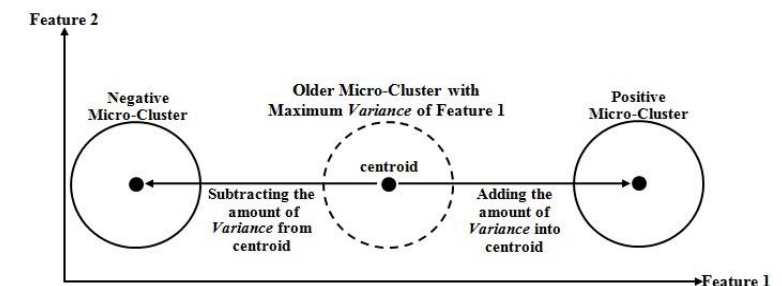 Feature 2
Older Micro-Cluster with
Maximum Variance of Feature 1
Negative
Micro-Cluster
Positive
Micro-Cluster
centroid
Subtracting the
amount of
Variance from
centroid
Adding the
amount of
Variance into
centroid
Feature 1